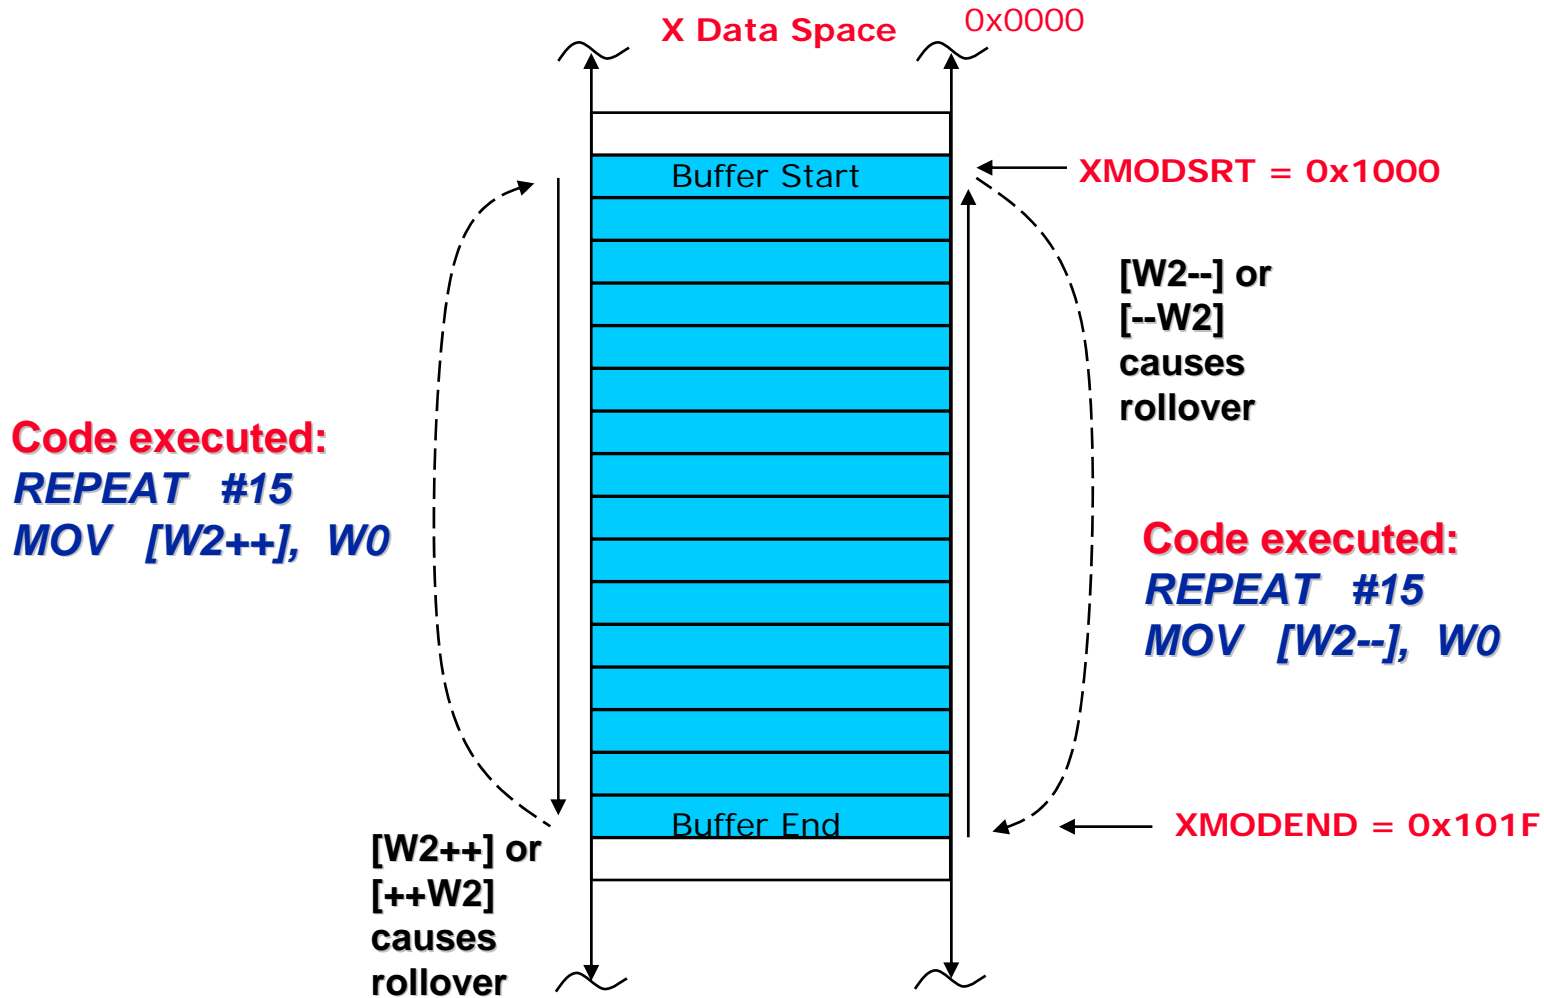 X Data Space
0x0000
Buffer Start
XMODSRT = 0x1000
[W2--] or
[--W2]
causes
rollover
Code executed:
REPEAT #15
MOV [W2++], W0
Code executed:
REPEAT #15
MOV [W2--], W0
Buffer End
XMODEND = 0x101F
[W2++] or
[++W2]
causes
rollover